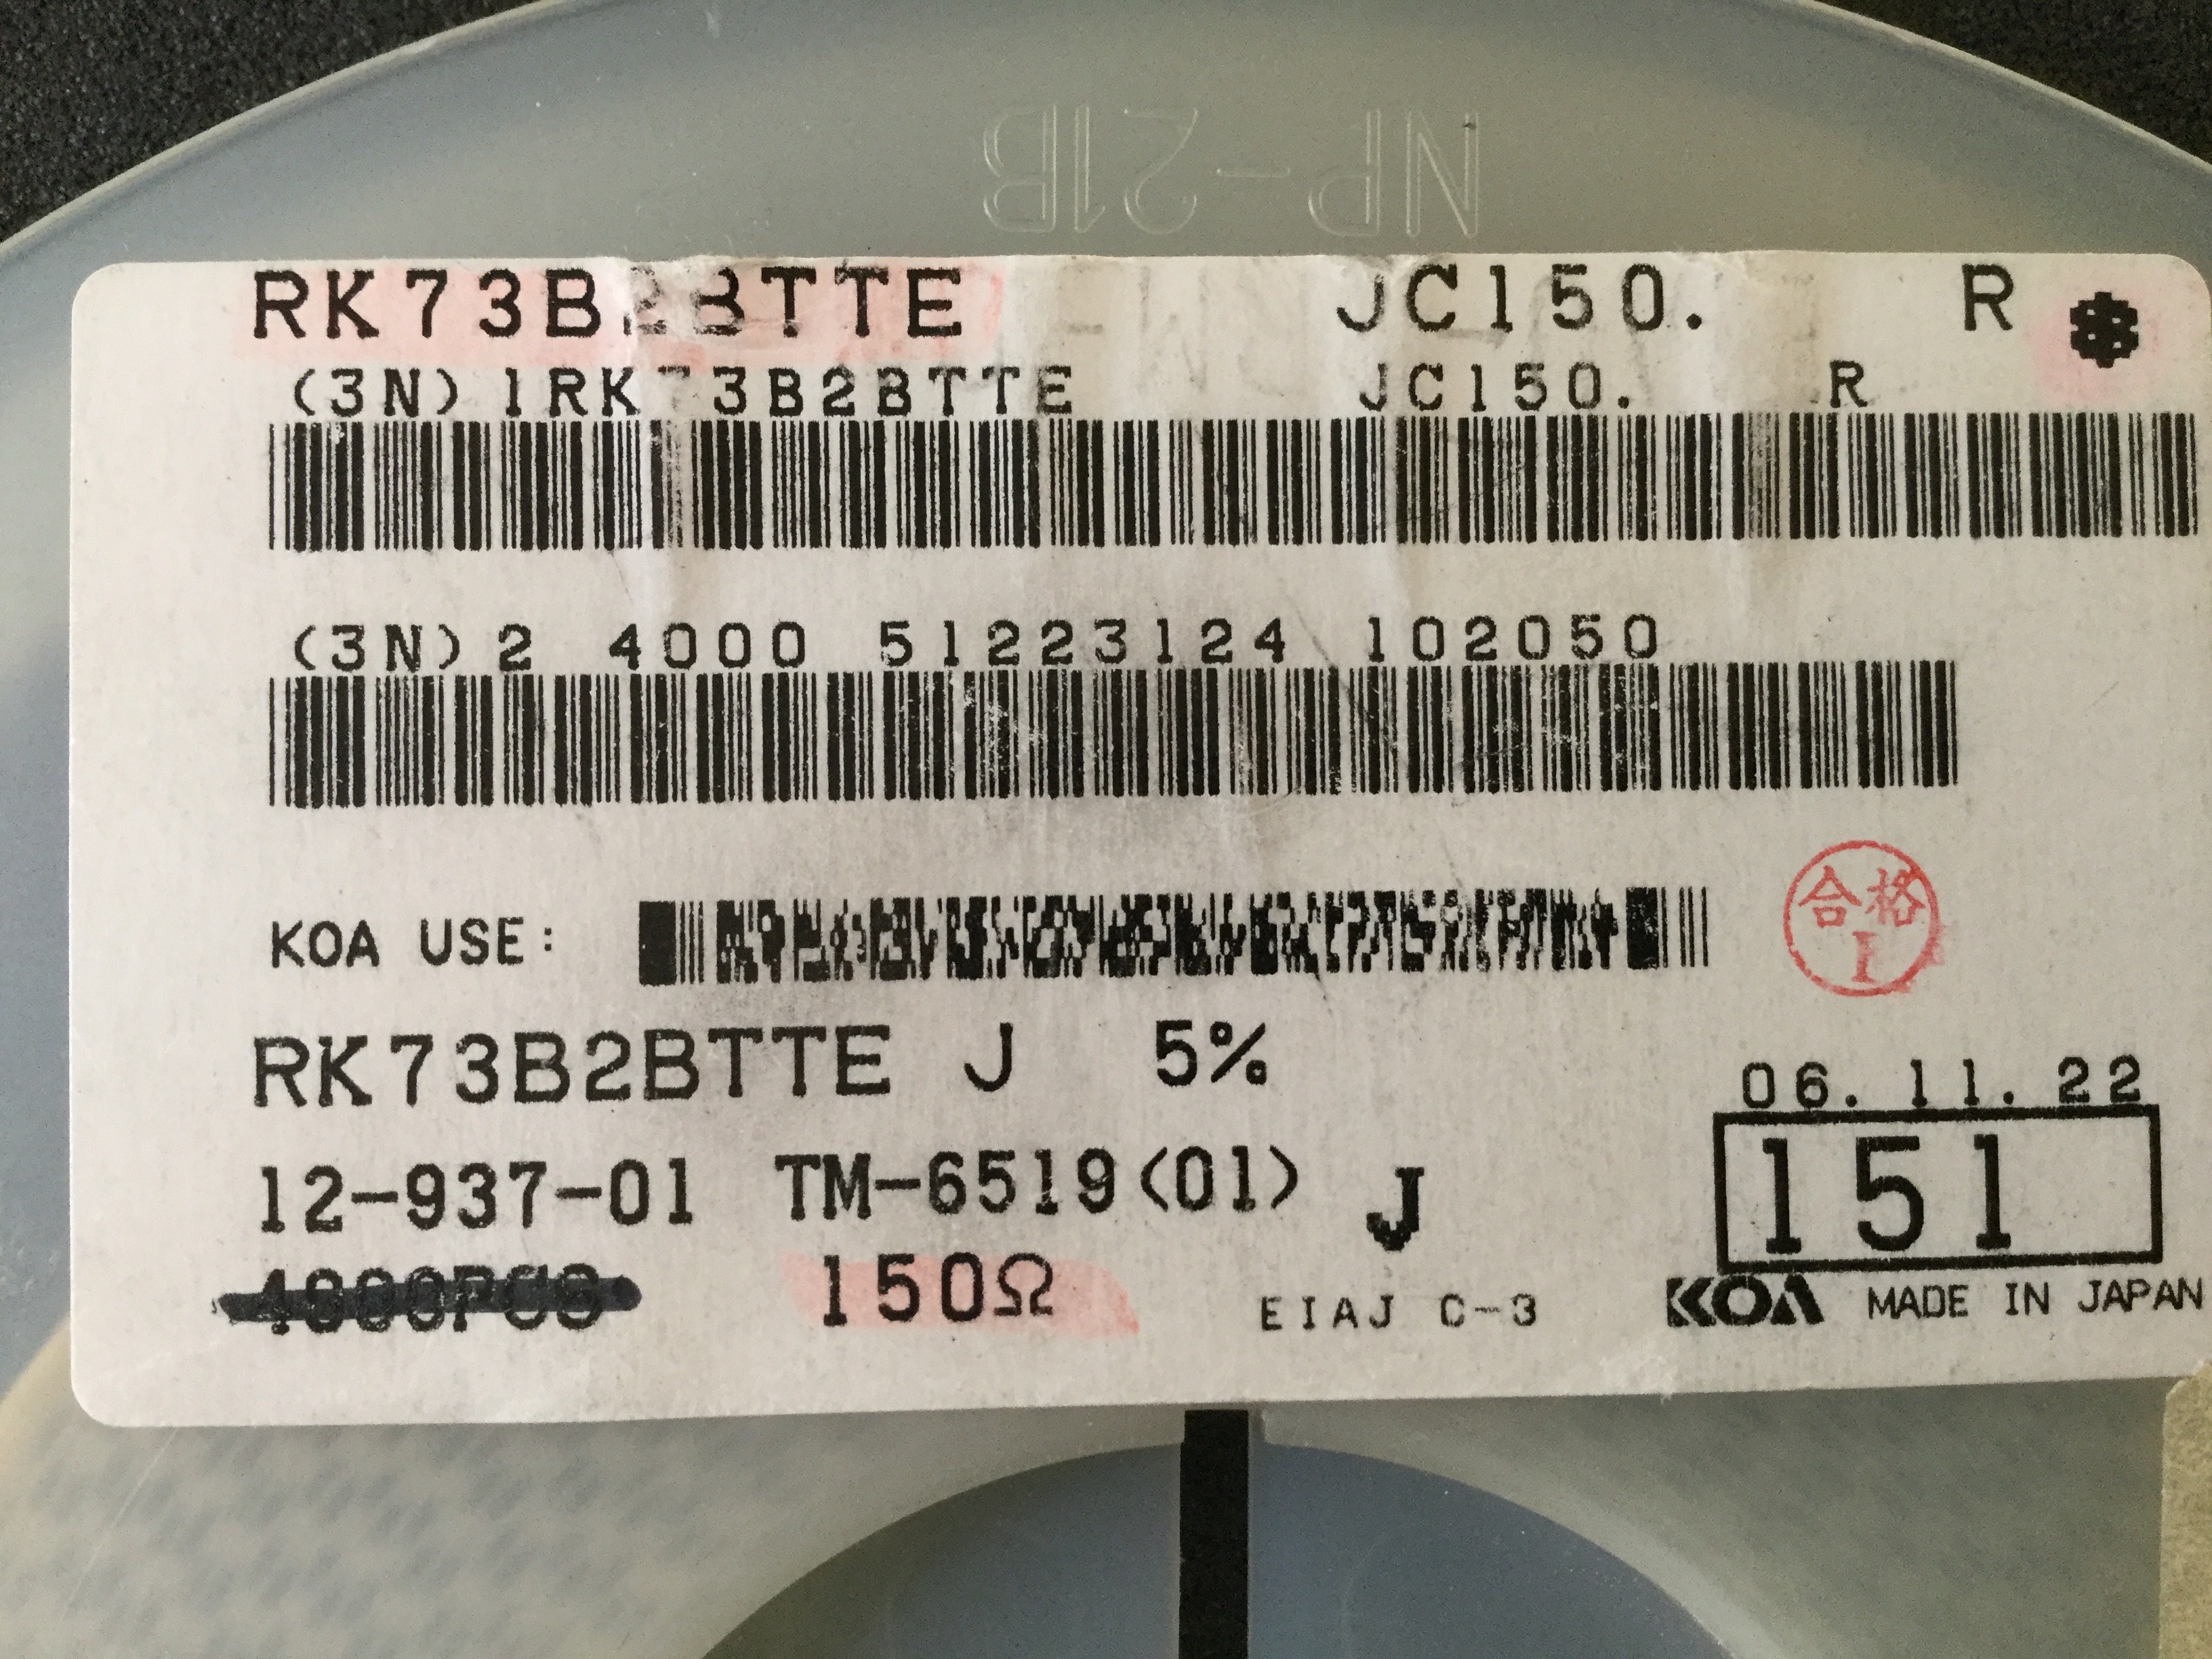 NP-21B
RK73B2BTTE JC150. R *
(3N) 1RK73B2BTTE JC150. R
(3N) 2 4000 51223124 102050
KOA USE:
合格
I
RK73B2BTTE J 5%
06. 11. 22
12-937-01 TM-6519(01) J
151
4000PCS 150Ω EIAJ C-3 KOA MADE IN JAPAN